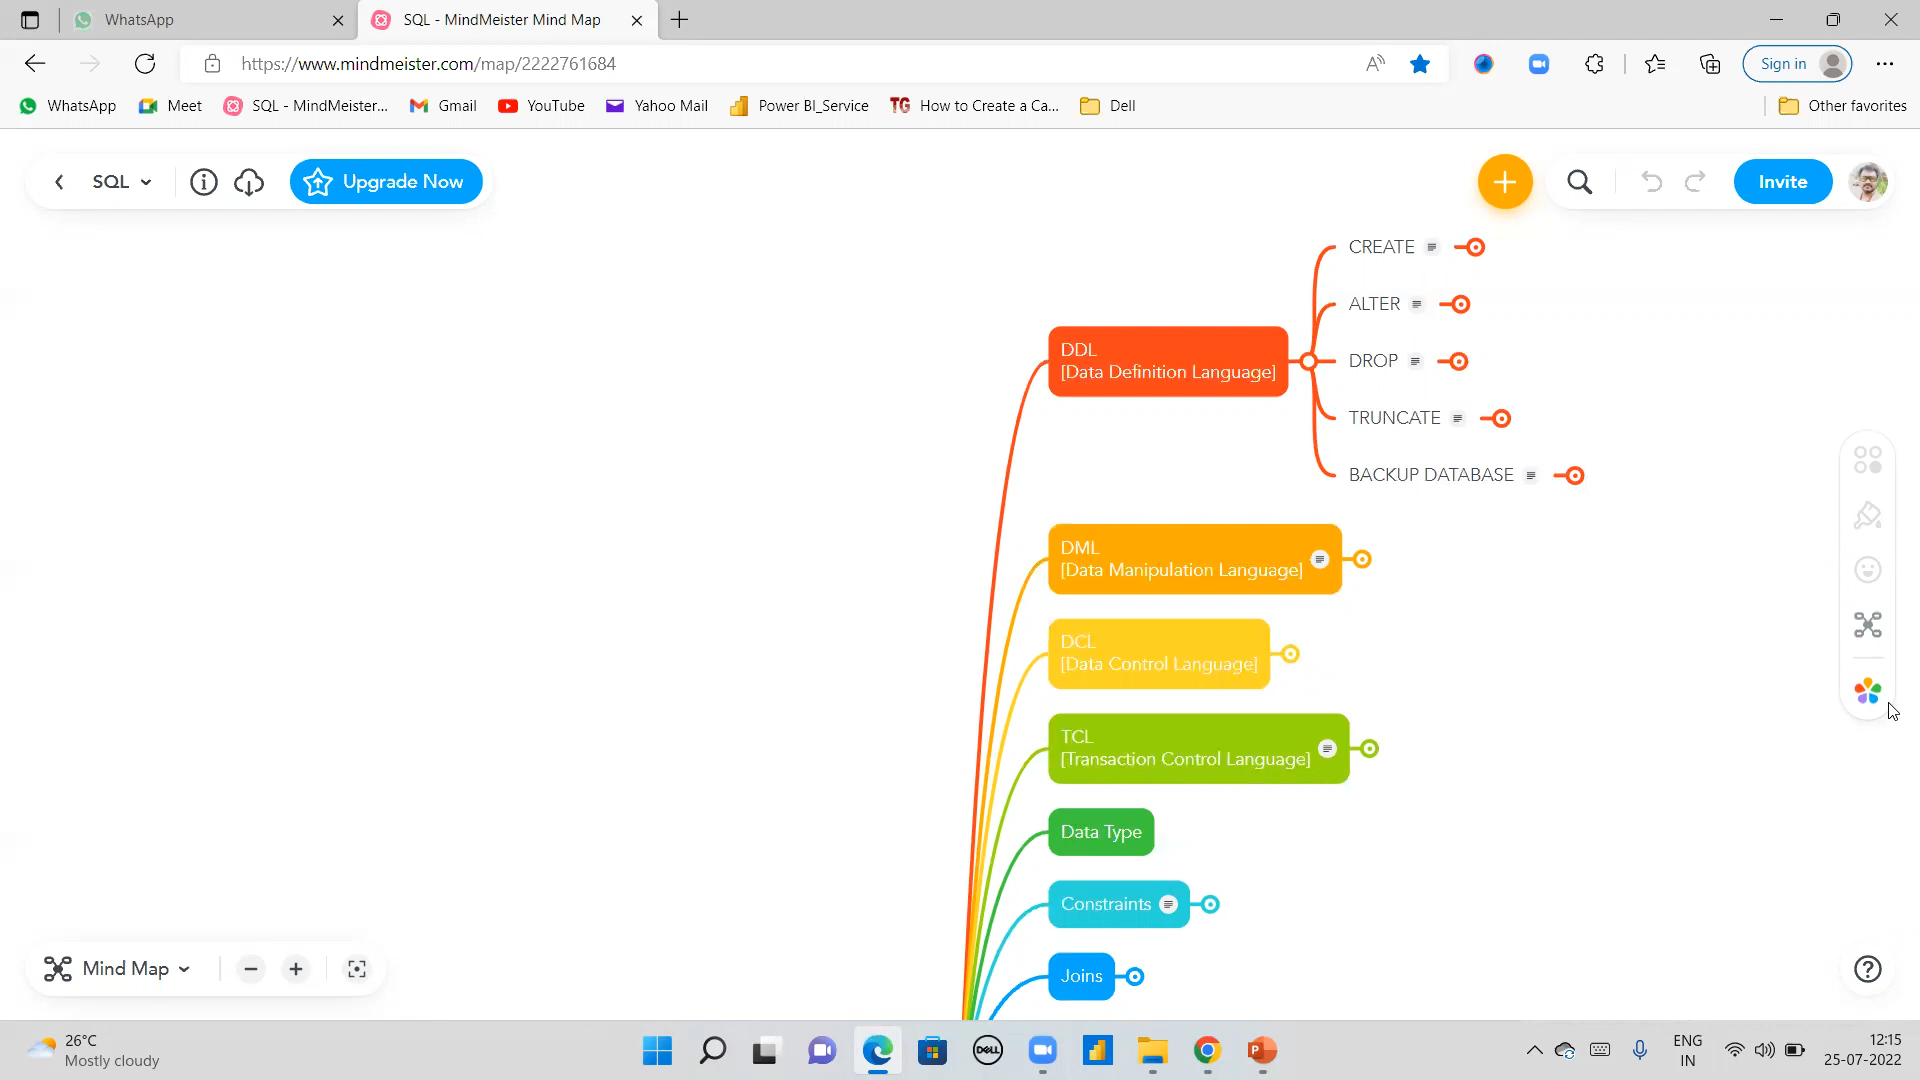 WhatsApp
SQL - MindMeister Mind Map
https://www.mindmeister.com/map/2222761684
A
Sign in
WhatsApp
Meet
SQL - MindMeister...
Gmail
YouTube
Yahoo Mail
Power BI_Service
TG How to Create a Ca...
Dell
Other favorites
SQL
Upgrade Now
Invite
CREATE
ALTER
DDL
[Data Definition Language]
DROP
TRUNCATE
BACKUP DATABASE
DML
[Data Manipulation Language]
DCL
[Data Control Language]
TCL
[Transaction Control Language]
Data Type
Constraints
Joins
Mind Map
26°C
Mostly cloudy
DELL
P
ENG
IN
12:15
25-07-2022